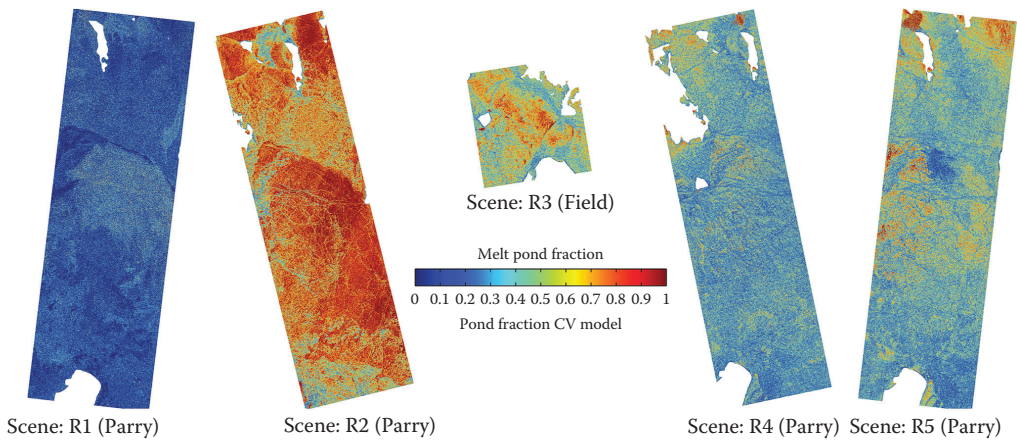 Scene: R3 (Field)
Melt pond fraction
0 0.1 0.2 0.3 0.4 0.5 0.6 0.7 0.8 0.9 1
Pond fraction CV model
Scene: R1 (Parry) Scene: R2 (Parry) Scene: R4 (Parry) Scene: R5 (Parry)